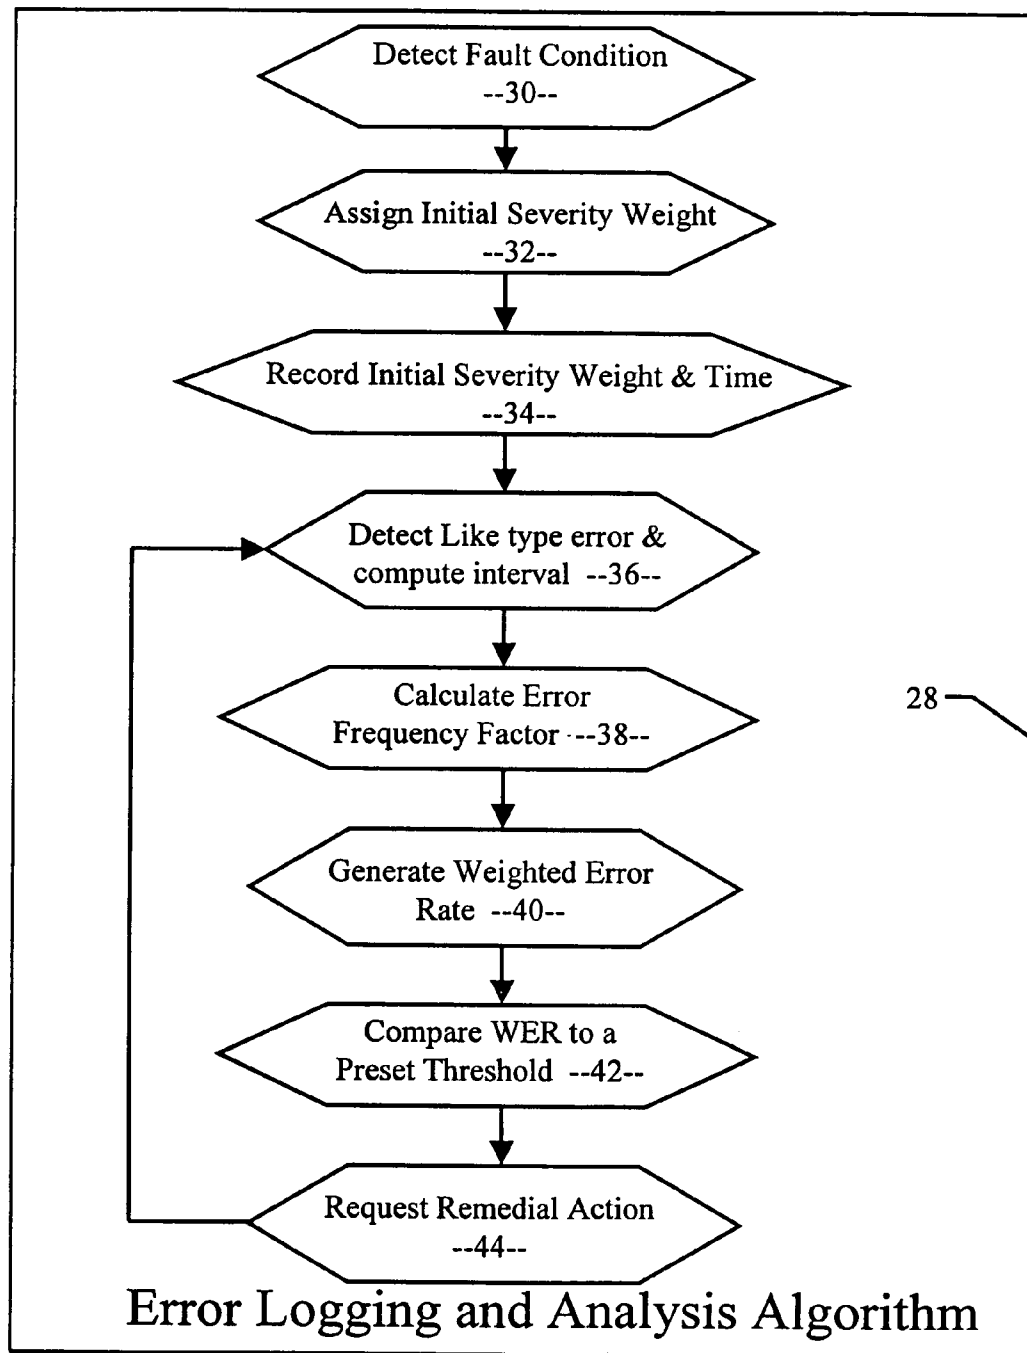 Detect Fault Condition
--30--
Assign Initial Severity Weight
--32--
Record Initial Severity Weight & Time
--34--
Detect Like type error &
compute interval --36--
Calculate Error
Frequency Factor --38--
28
Generate Weighted Error
Rate --40--
Compare WER to a
Preset Threshold --42--
Request Remedial Action
--44--
Error Logging and Analysis Algorithm